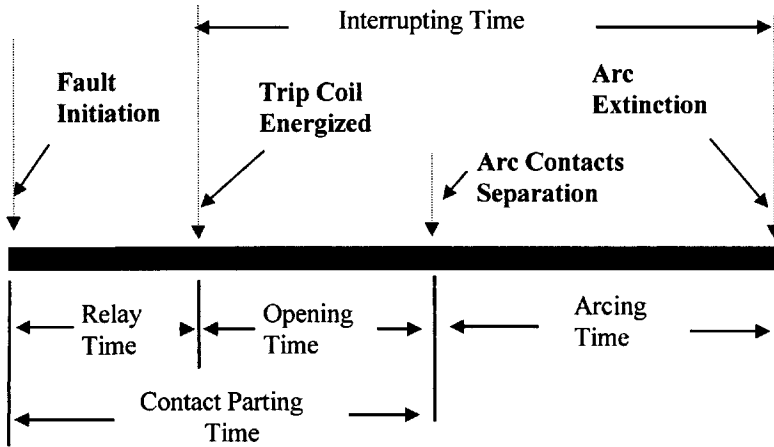 Interrupting Time
Fault
Initiation
Trip Coil
Energized
Arc
Extinction
Arc Contacts
Separation
Relay
Time
Opening
Time
Arcing
Time
Contact Parting
Time